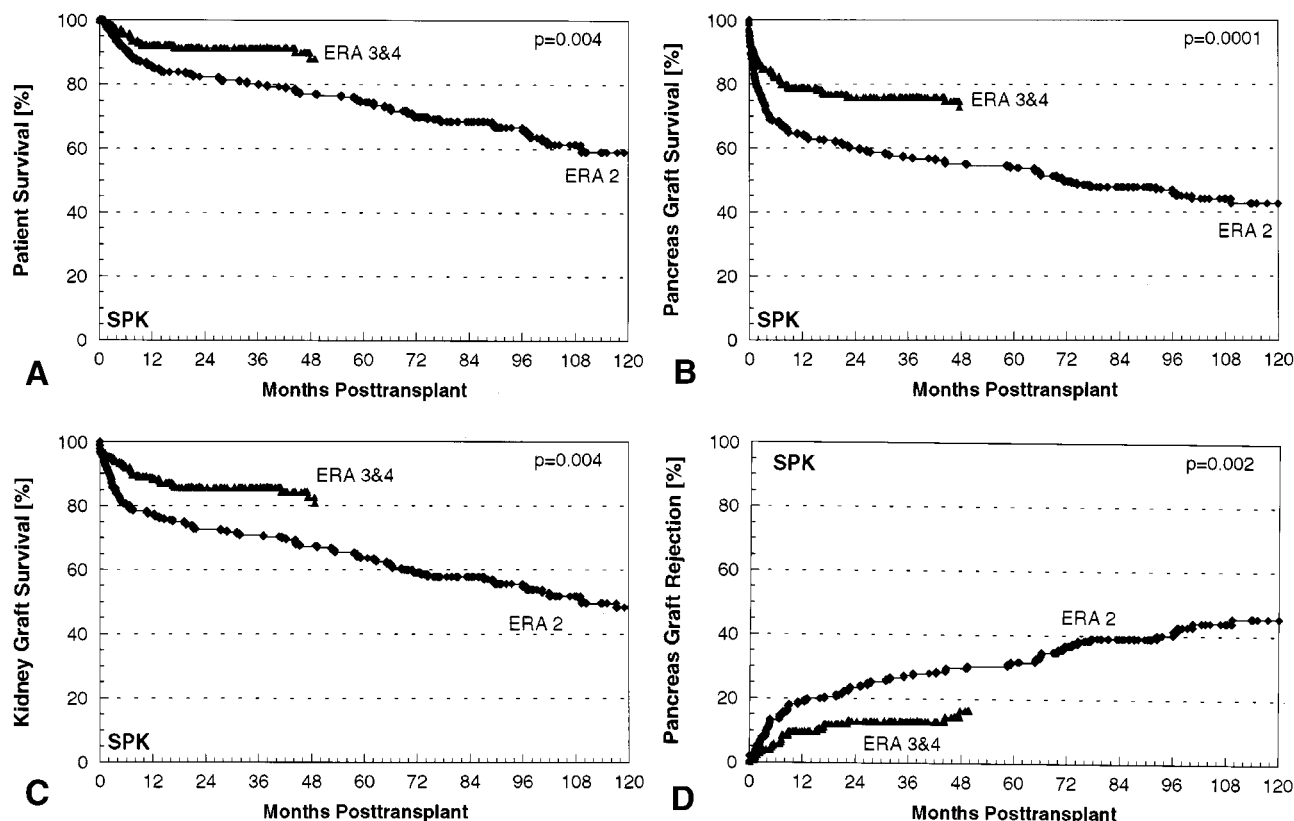 Patient Survival [%]
100
80
60
40
20
0
p=0.004
ERA 3&4
ERA 2
SPK
0 12 24 36 48 60 72 84 96 108 120
Months Posttransplant
A
Pancreas Graft Survival [%]
100
80
60
40
20
0
p=0.0001
ERA 3&4
ERA 2
SPK
0 12 24 36 48 60 72 84 96 108 120
Months Posttransplant
B
Kidney Graft Survival [%]
100
80
60
40
20
0
p=0.004
ERA 3&4
ERA 2
SPK
0 12 24 36 48 60 72 84 96 108 120
Months Posttransplant
C
Pancreas Graft Rejection [%]
100
80
60
40
20
0
SPK
p=0.002
ERA 2
ERA 3&4
0 12 24 36 48 60 72 84 96 108 120
Months Posttransplant
D